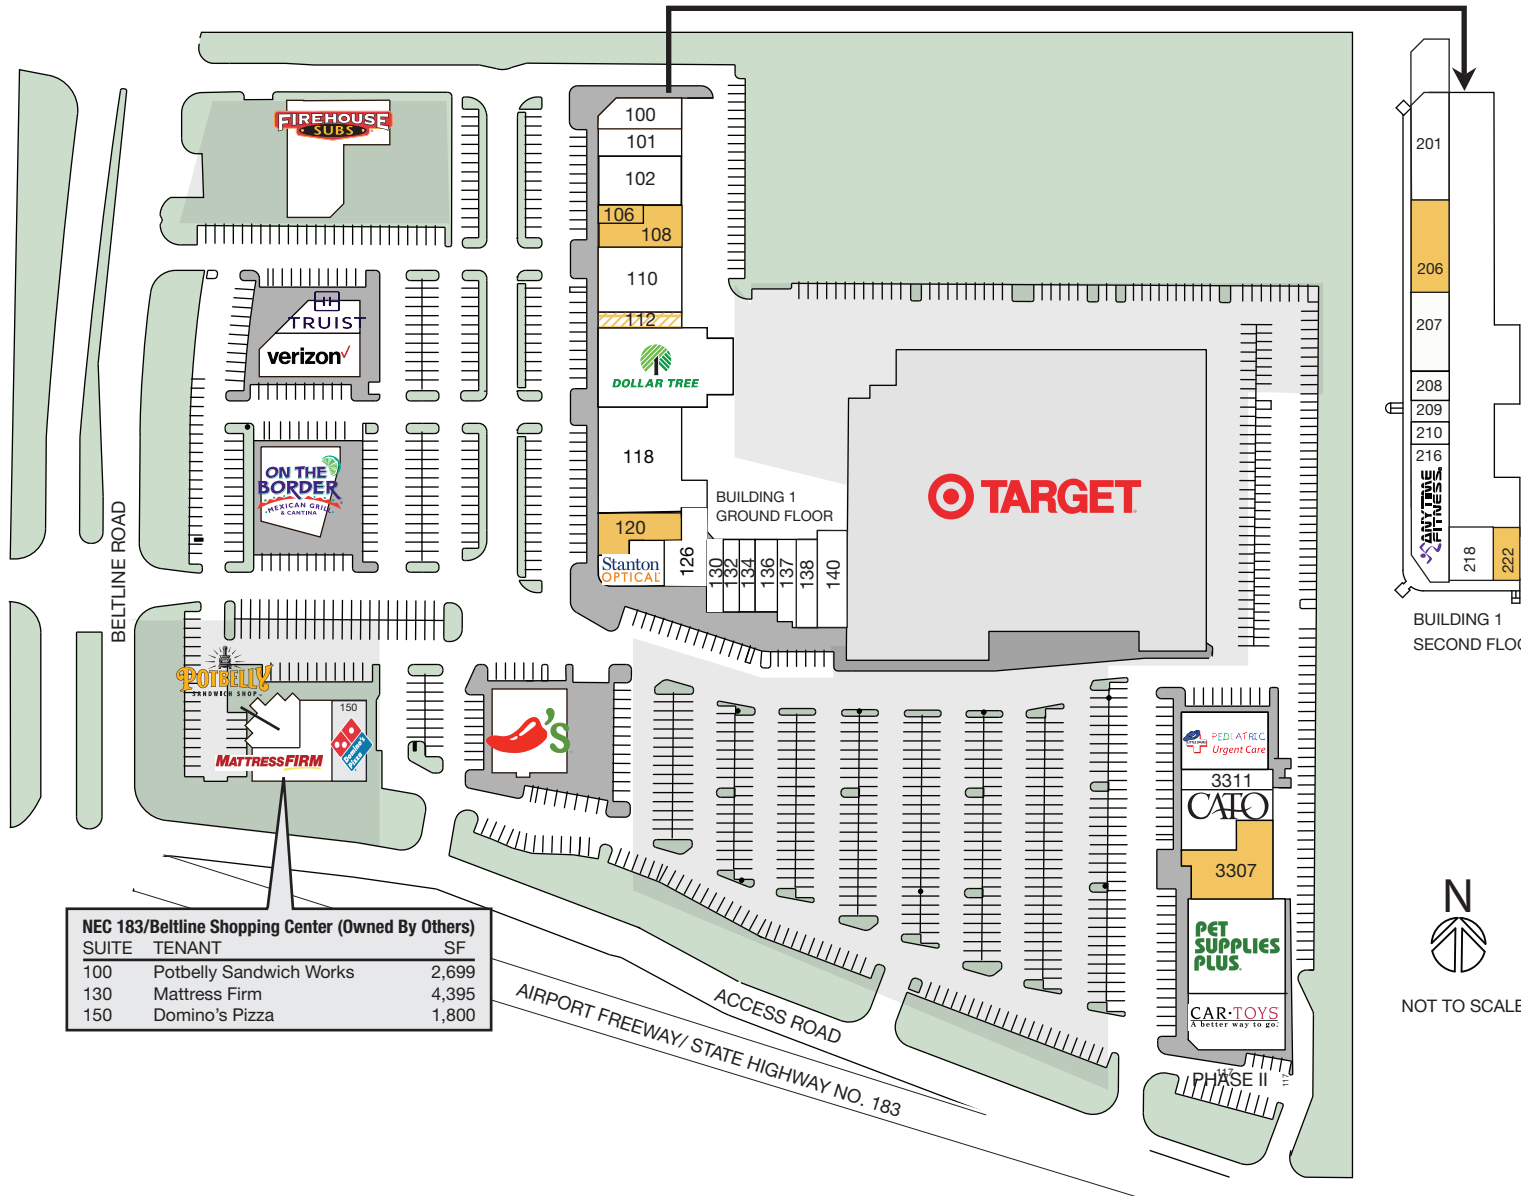 FIREHOUSE
SUBS
TRUIST
verizon
ON THE
BORDER
MEXICAN GRILL
& CANTINA
BELTLINE ROAD
POTBELLY
SANDWICH SHOP
MATTRESSFIRM
150
Domino's
Pizza
'S
100
101
102
106
108
110
112
DOLLAR TREE
118
120
Stanton
OPTICAL
126
130
132
134
136
137
138
140
BUILDING 1
GROUND FLOOR
TARGET
201
206
207
208
209
210
216
ANYTIME
FITNESS
218
222
BUILDING 1
SECOND FLOO
PEDIATRIC
Urgent Care
3311
CATO
3307
PET
SUPPLIES
PLUS
CAR·TOYS
A better way to go.
PHASE II
117
117
N
NOT TO SCALE
NEC 183/Beltline Shopping Center (Owned By Others)
SUITE TENANT SF
100 Potbelly Sandwich Works 2,699
130 Mattress Firm 4,395
150 Domino's Pizza 1,800
ACCESS ROAD
AIRPORT FREEWAY/ STATE HIGHWAY NO. 183